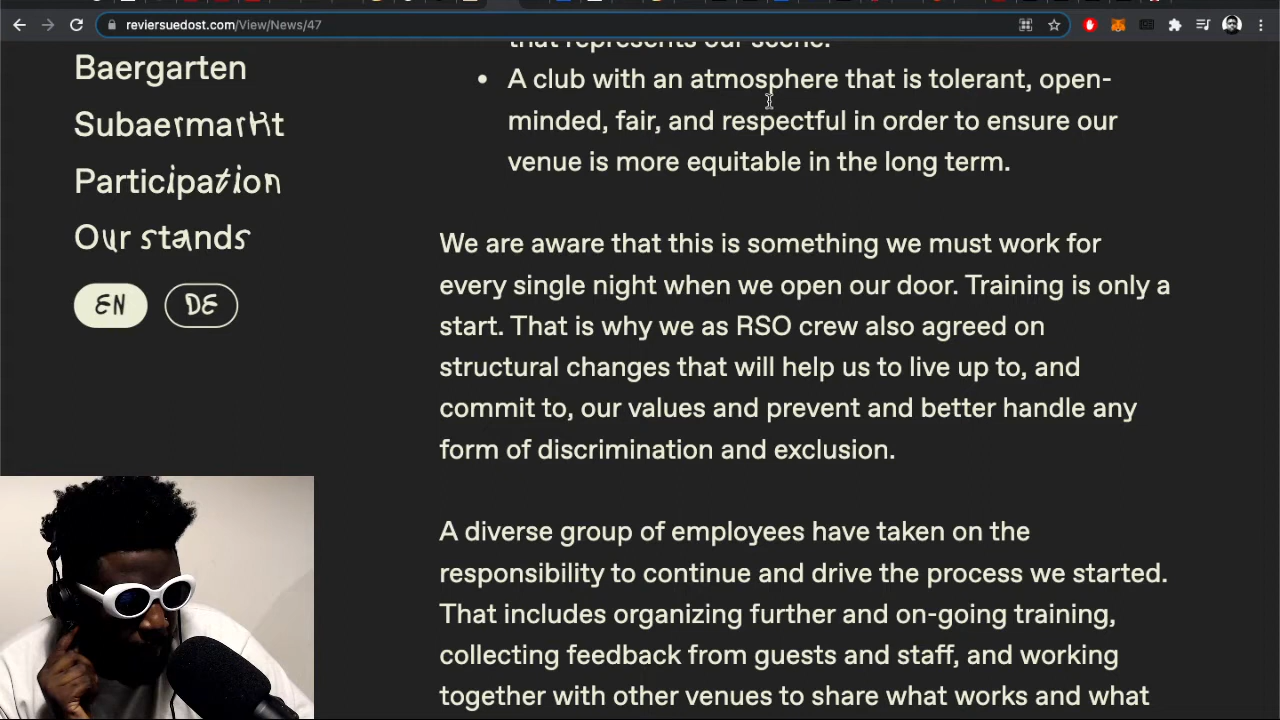 reviersuedost.com/View/News/47
Baergarten
Subaermarkt
Participation
Our stands
EN DE
that represents our scene.
• A club with an atmosphere that is tolerant, open-
minded, fair, and respectful in order to ensure our
venue is more equitable in the long term.
We are aware that this is something we must work for
every single night when we open our door. Training is only a
start. That is why we as RSO crew also agreed on
structural changes that will help us to live up to, and
commit to, our values and prevent and better handle any
form of discrimination and exclusion.
A diverse group of employees have taken on the
responsibility to continue and drive the process we started.
That includes organizing further and on-going training,
collecting feedback from guests and staff, and working
together with other venues to share what works and what